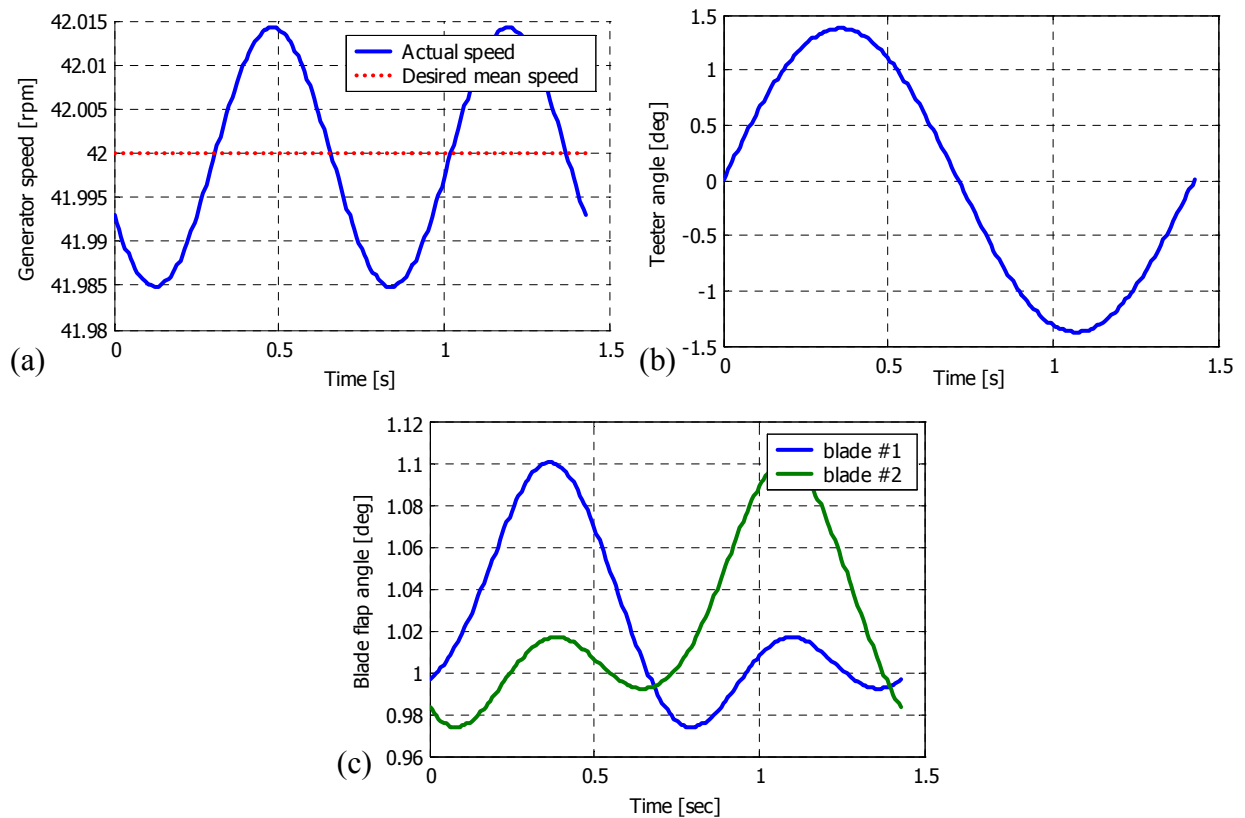 42.015
42.01
42.005
42
41.995
41.99
41.985
41.98
Generator speed [rpm]
Actual speed
Desired mean speed
0
0.5
1
1.5
Time [s]
(a)
1.5
1
0.5
0
-0.5
-1
-1.5
Teeter angle [deg]
0
0.5
1
1.5
Time [s]
(b)
1.12
1.1
1.08
1.06
1.04
1.02
1
0.98
0.96
Blade flap angle [deg]
blade #1
blade #2
0
0.5
1
1.5
Time [sec]
(c)